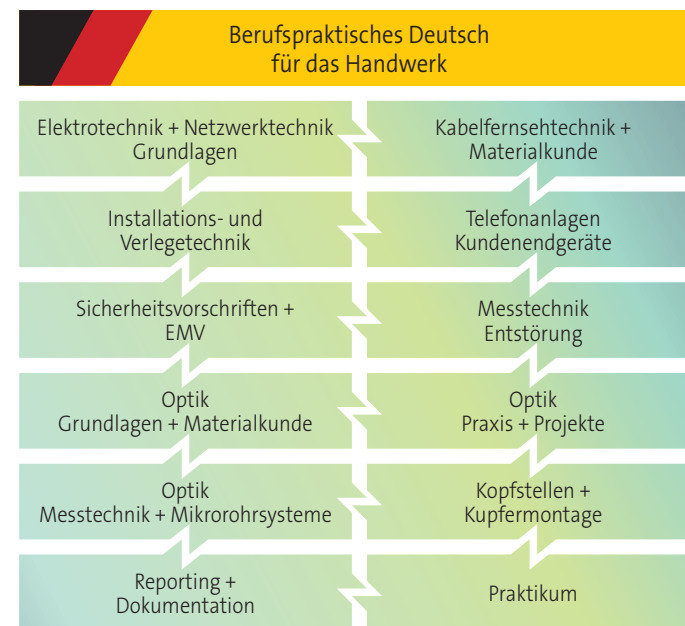 Berufspraktisches Deutsch
für das Handwerk
Elektrotechnik + Netzwerktechnik
Grundlagen
Kabelfernsehtechnik +
Materialkunde
Installations- und
Verlegetechnik
Telefonanlagen
Kundenendgeräte
Sicherheitsvorschriften +
EMV
Messtechnik
Entstörung
Optik
Grundlagen + Materialkunde
Optik
Praxis + Projekte
Optik
Messtechnik + Mikrorohrsysteme
Kopfstellen +
Kupfermontage
Reporting +
Dokumentation
Praktikum